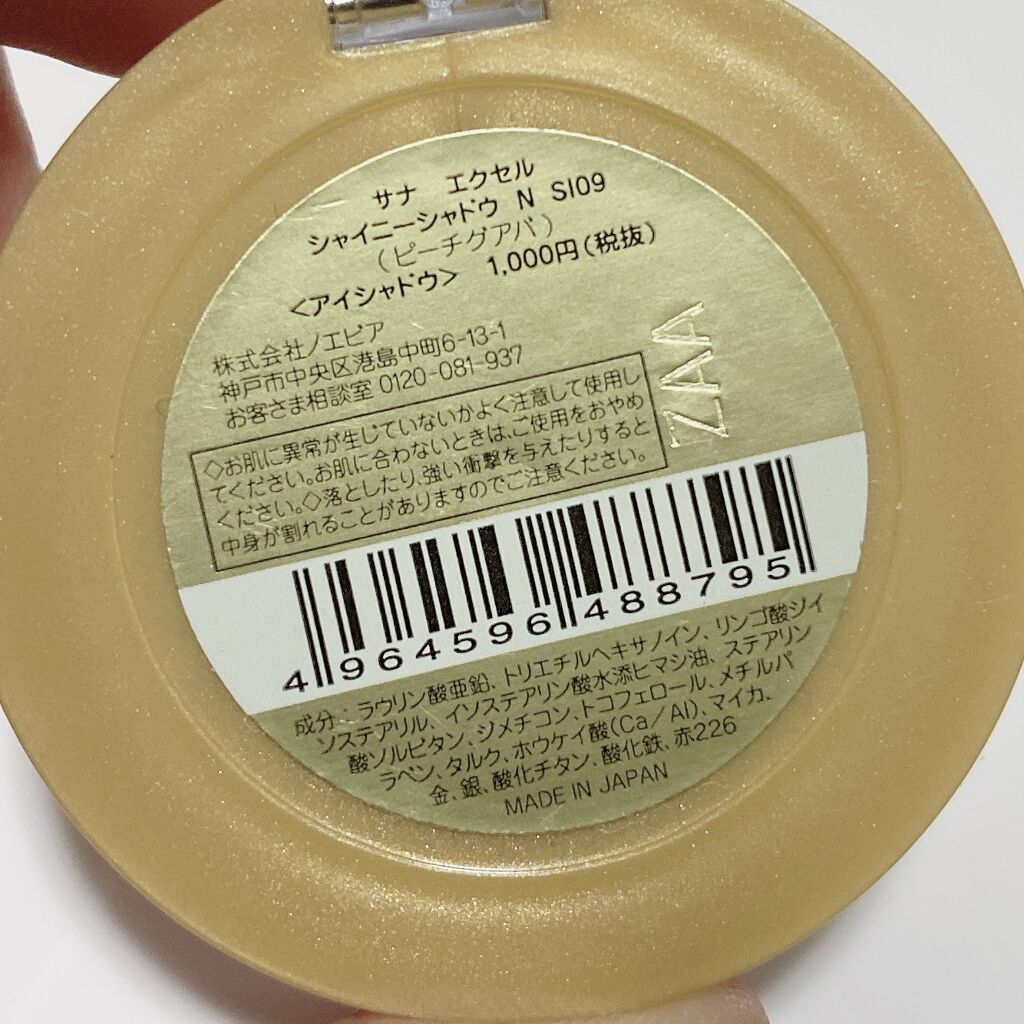 サナ エクセル
シャイニーシャドウ N SI09
(ピーチグアバ)
<アイシャドウ> 1,000円(税抜)
株式会社ノエビア
神戸市中央区港島中町6-13-1
お客さま相談室 0120-081-937
◇お肌に異常が生じていないかよく注意して使用し
てください。お肌に合わないときは、ご使用をおやめ
ください。◇落としたり、強い衝撃を与えたりすると
中身が割れることがありますのでご注意ください。
ZAA
4964596488795
成分：ラウリン酸亜鉛、トリエチルヘキサノイン、リンゴ酸ジイ
ソステアリル、イソステアリン酸水添ヒマシ油、ステアリン
酸ソルビタン、ジメチコン、トコフェロール、メチルパ
ラベン、タルク、ホウケイ酸(Ca/Al)、マイカ、
金、銀、酸化チタン、酸化鉄、赤226
MADE IN JAPAN